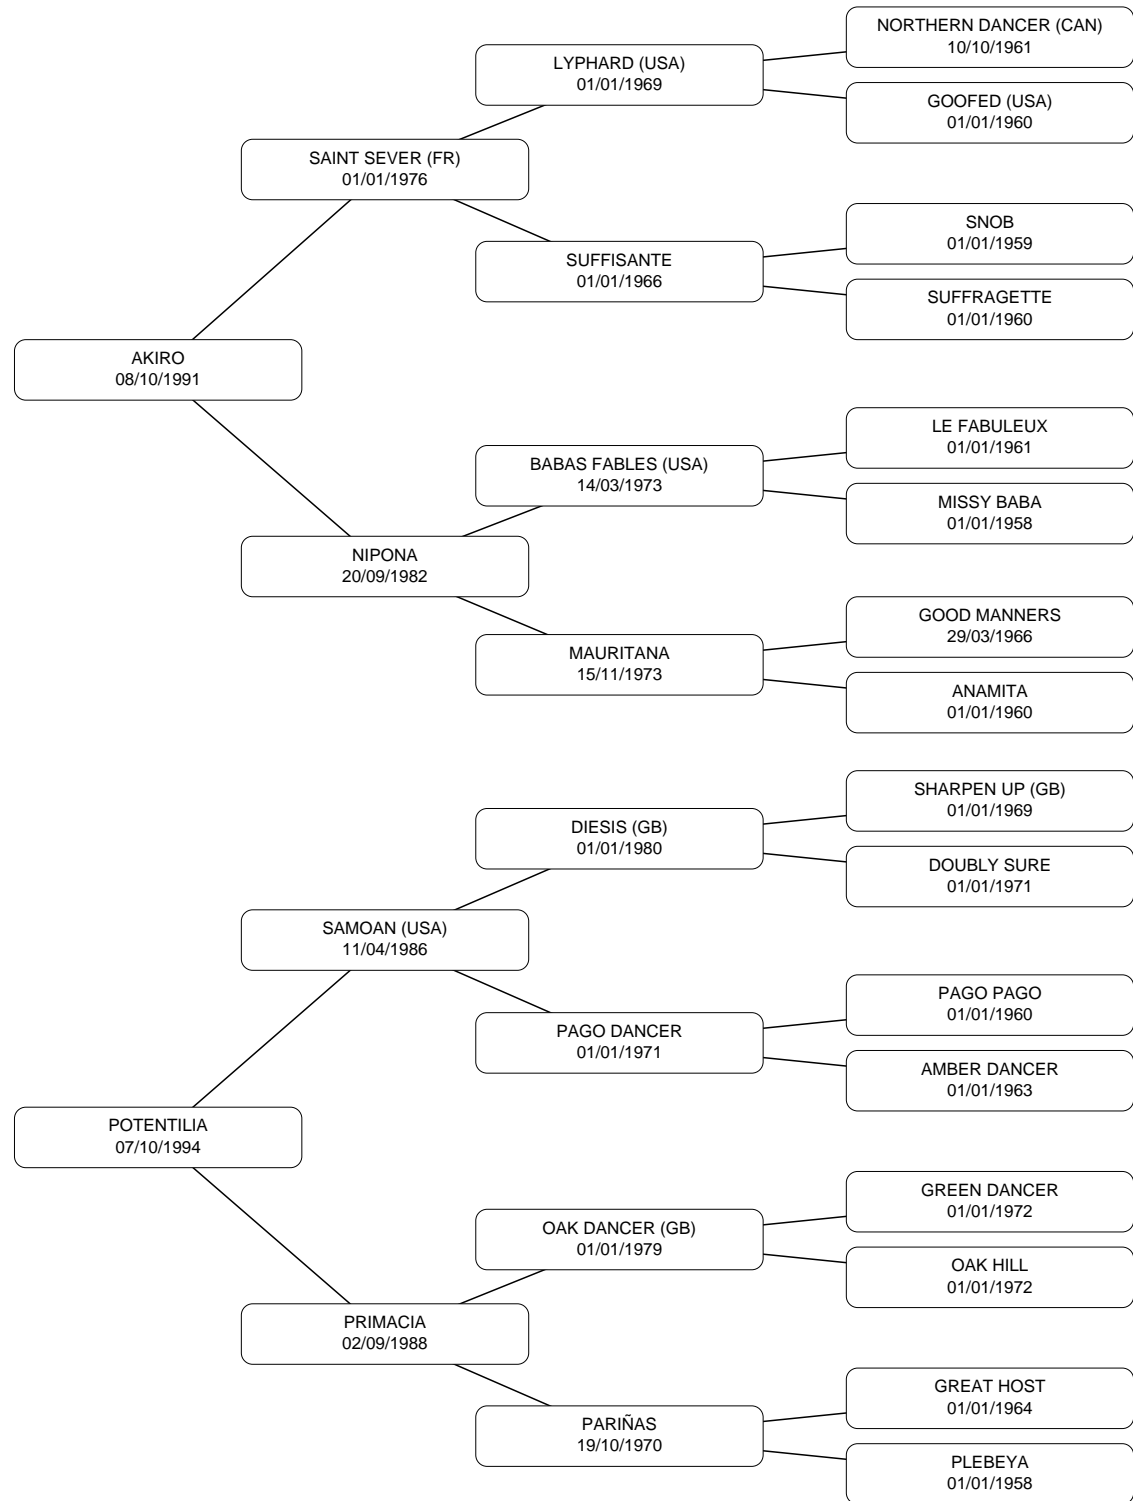 NORTHERN DANCER (CAN)
10/10/1961
LYPHARD (USA)
01/01/1969
GOOFED (USA)
01/01/1960
SAINT SEVER (FR)
01/01/1976
SNOB
01/01/1959
SUFFISANTE
01/01/1966
SUFFRAGETTE
01/01/1960
AKIRO
08/10/1991
LE FABULEUX
01/01/1961
BABAS FABLES (USA)
14/03/1973
MISSY BABA
01/01/1958
NIPONA
20/09/1982
GOOD MANNERS
29/03/1966
MAURITANA
15/11/1973
ANAMITA
01/01/1960
SHARPEN UP (GB)
01/01/1969
DIESIS (GB)
01/01/1980
DOUBLY SURE
01/01/1971
SAMOAN (USA)
11/04/1986
PAGO PAGO
01/01/1960
PAGO DANCER
01/01/1971
AMBER DANCER
01/01/1963
POTENTILIA
07/10/1994
GREEN DANCER
01/01/1972
OAK DANCER (GB)
01/01/1979
OAK HILL
01/01/1972
PRIMACIA
02/09/1988
GREAT HOST
01/01/1964
PARIÑAS
19/10/1970
PLEBEYA
01/01/1958